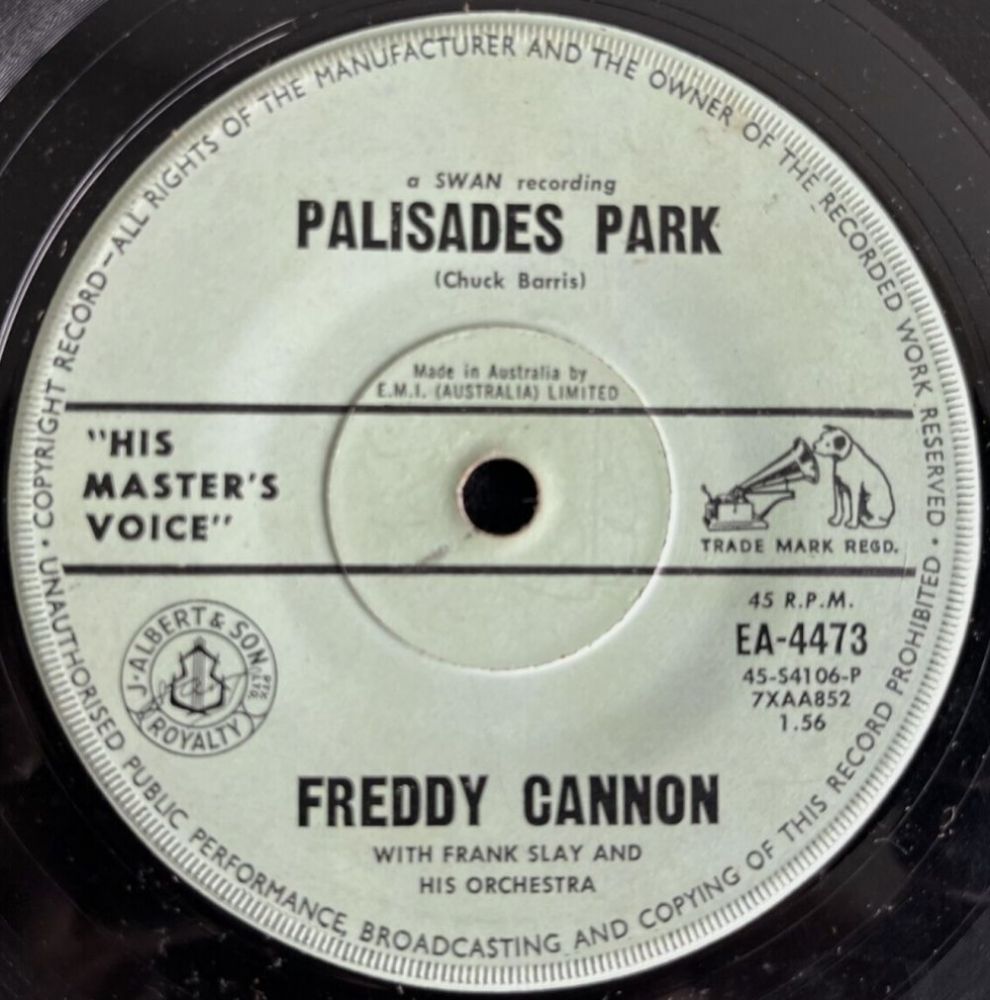 COPYRIGHT RECORD—ALL RIGHTS OF THE MANUFACTURER AND THE OWNER OF THE RECORDED WORK RESERVED •
UNAUTHORISED PUBLIC PERFORMANCE, BROADCASTING AND COPYING OF THIS RECORD PROHIBITED •
a SWAN recording
PALISADES PARK
(Chuck Barris)
Made in Australia by
E.M.I. (AUSTRALIA) LIMITED
"HIS
MASTER'S
VOICE"
TRADE MARK REGD.
45 R.P.M.
EA-4473
45-S4106-P
7XAA852
1.56
J. ALBERT & SON PTY. LTD.
ROYALTY
FREDDY CANNON
WITH FRANK SLAY AND
HIS ORCHESTRA